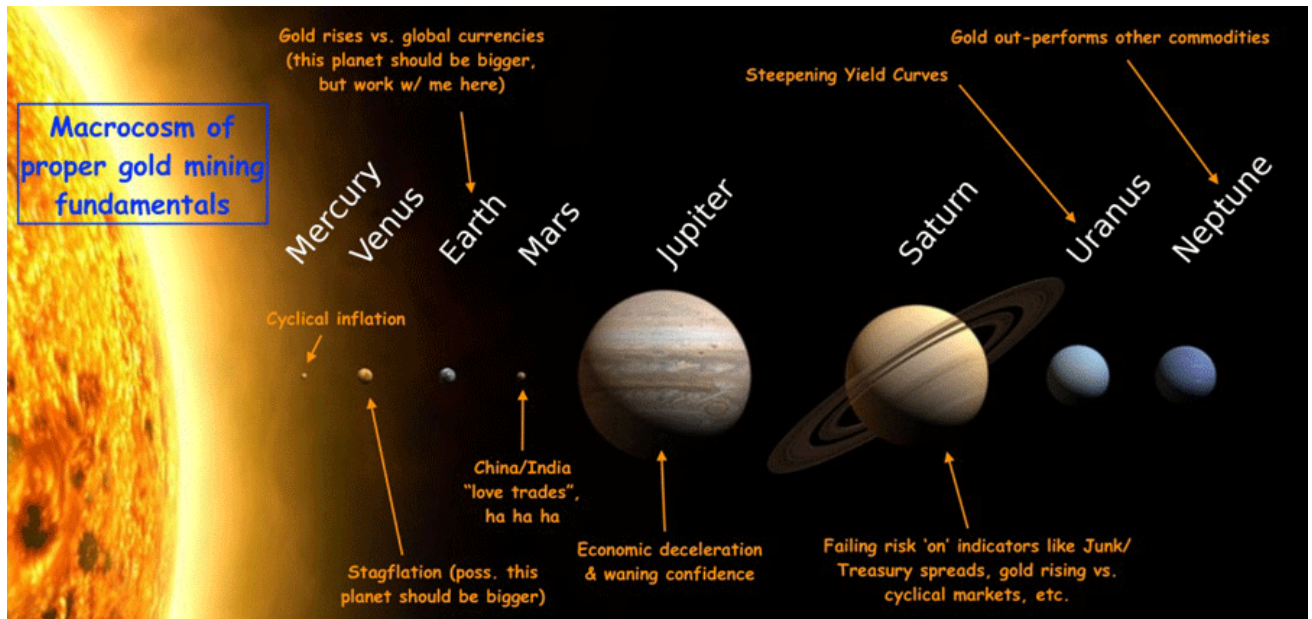 Gold rises vs. global currencies
(this planet should be bigger,
but work w/ me here)
Gold out-performs other commodities
Steepening Yield Curves
Macrocosm of
proper gold mining
fundamentals
Mercury
Venus
Earth
Mars
Jupiter
Saturn
Uranus
Neptune
Cyclical inflation
China/India
“love trades”,
ha ha ha
Stagflation (poss. this
planet should be bigger)
Economic deceleration
& waning confidence
Failing risk ‘on’ indicators like Junk/
Treasury spreads, gold rising vs.
cyclical markets, etc.